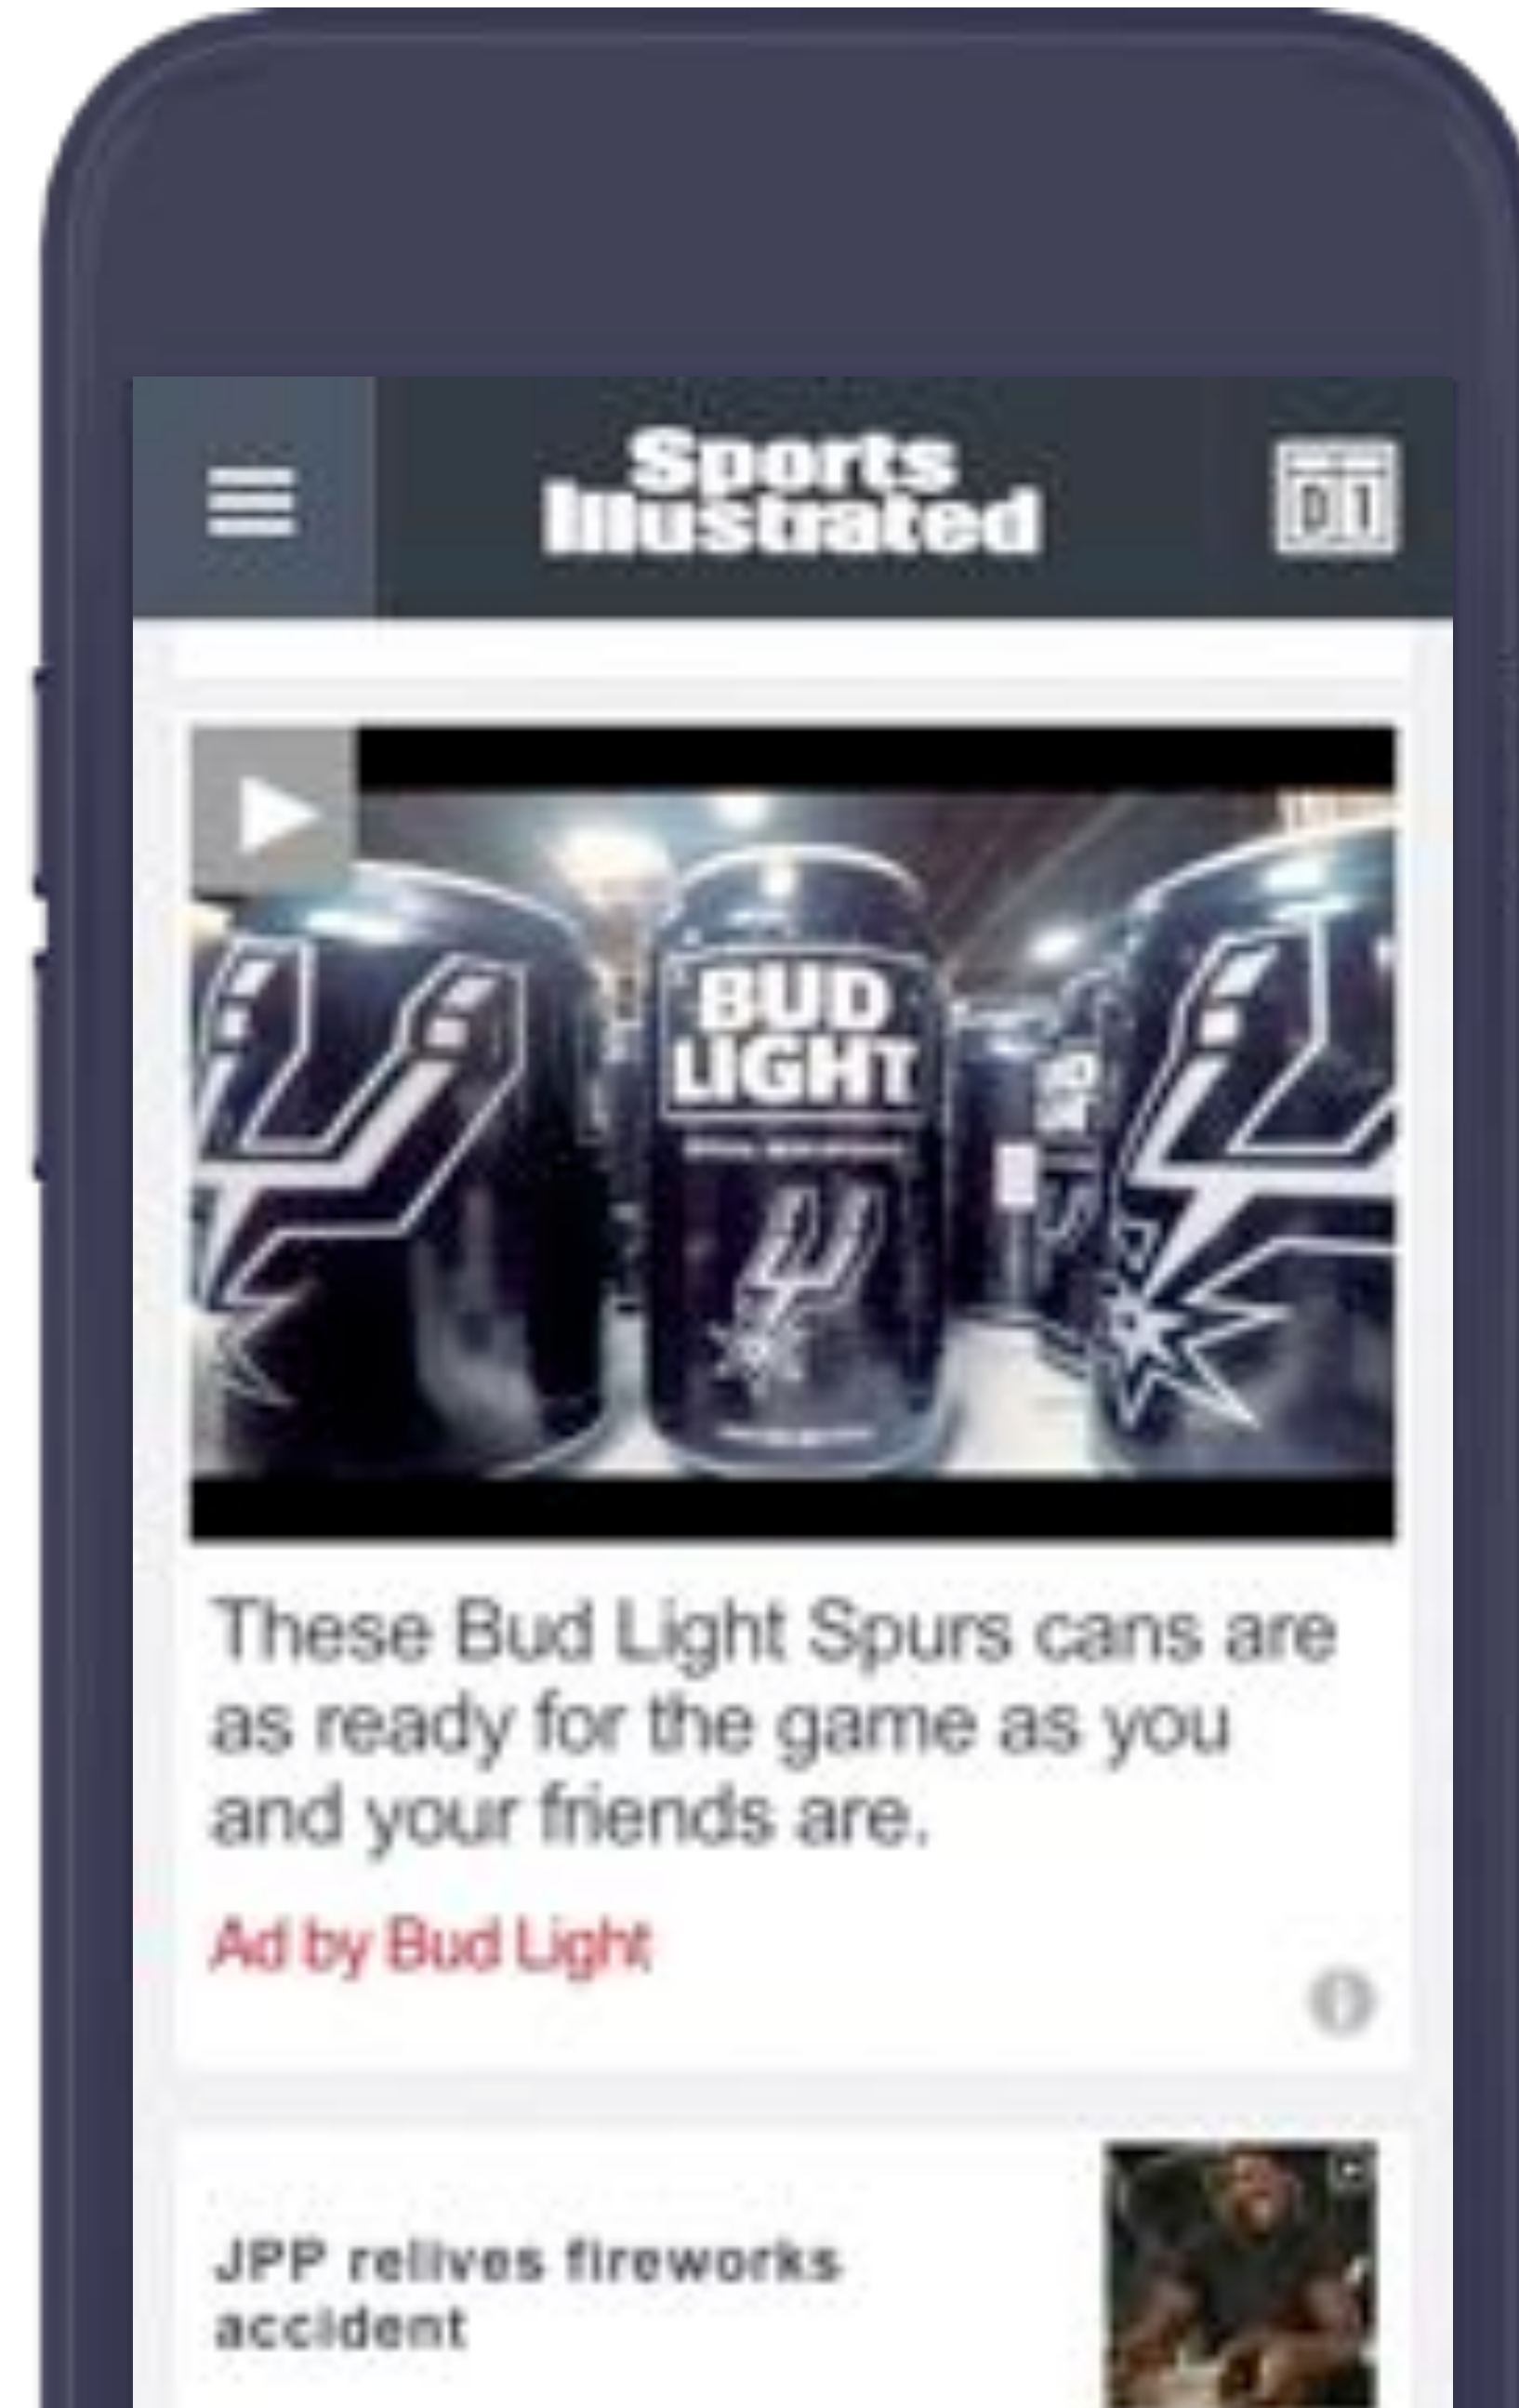 Sports
Illustrated
BUD
LIGHT
These Bud Light Spurs cans are
as ready for the game as you
and your friends are.
Ad by Bud Light
JPP relives fireworks
accident